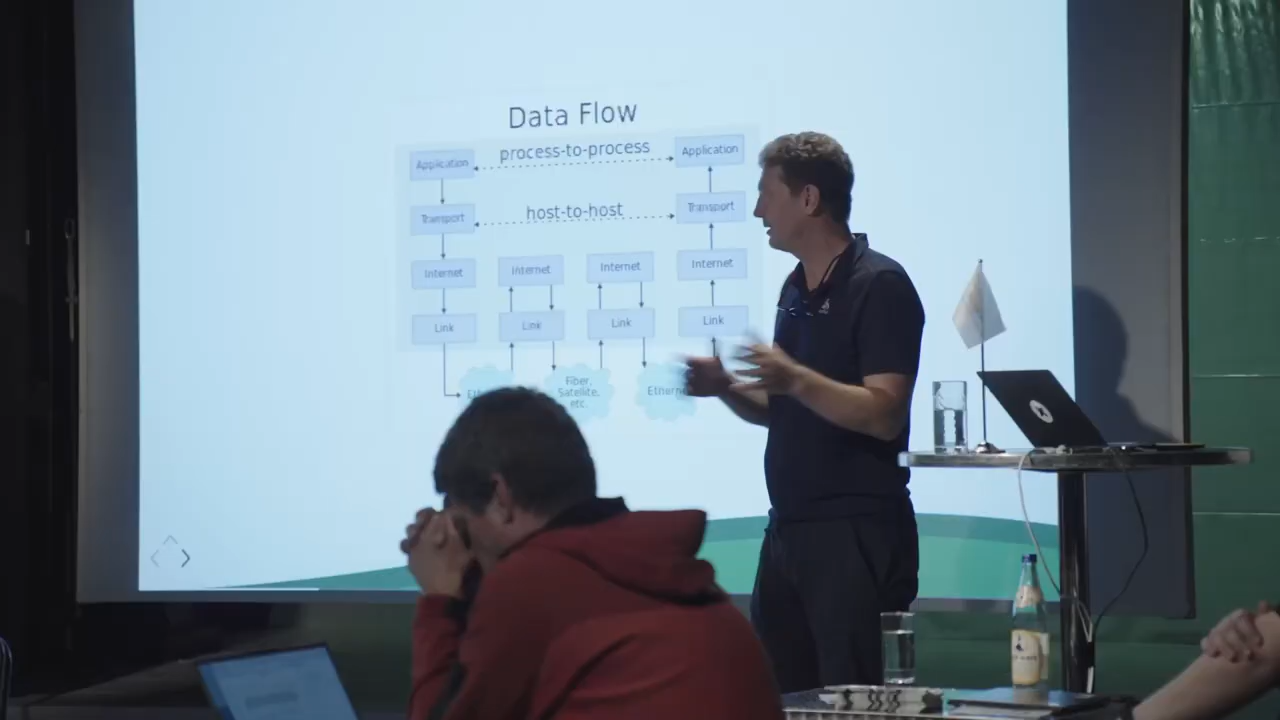 Data Flow
Application process-to-process Application
Transport host-to-host Transport
Internet Internet Internet Internet
Link Link Link Link
Fiber,
Satellite,
etc.